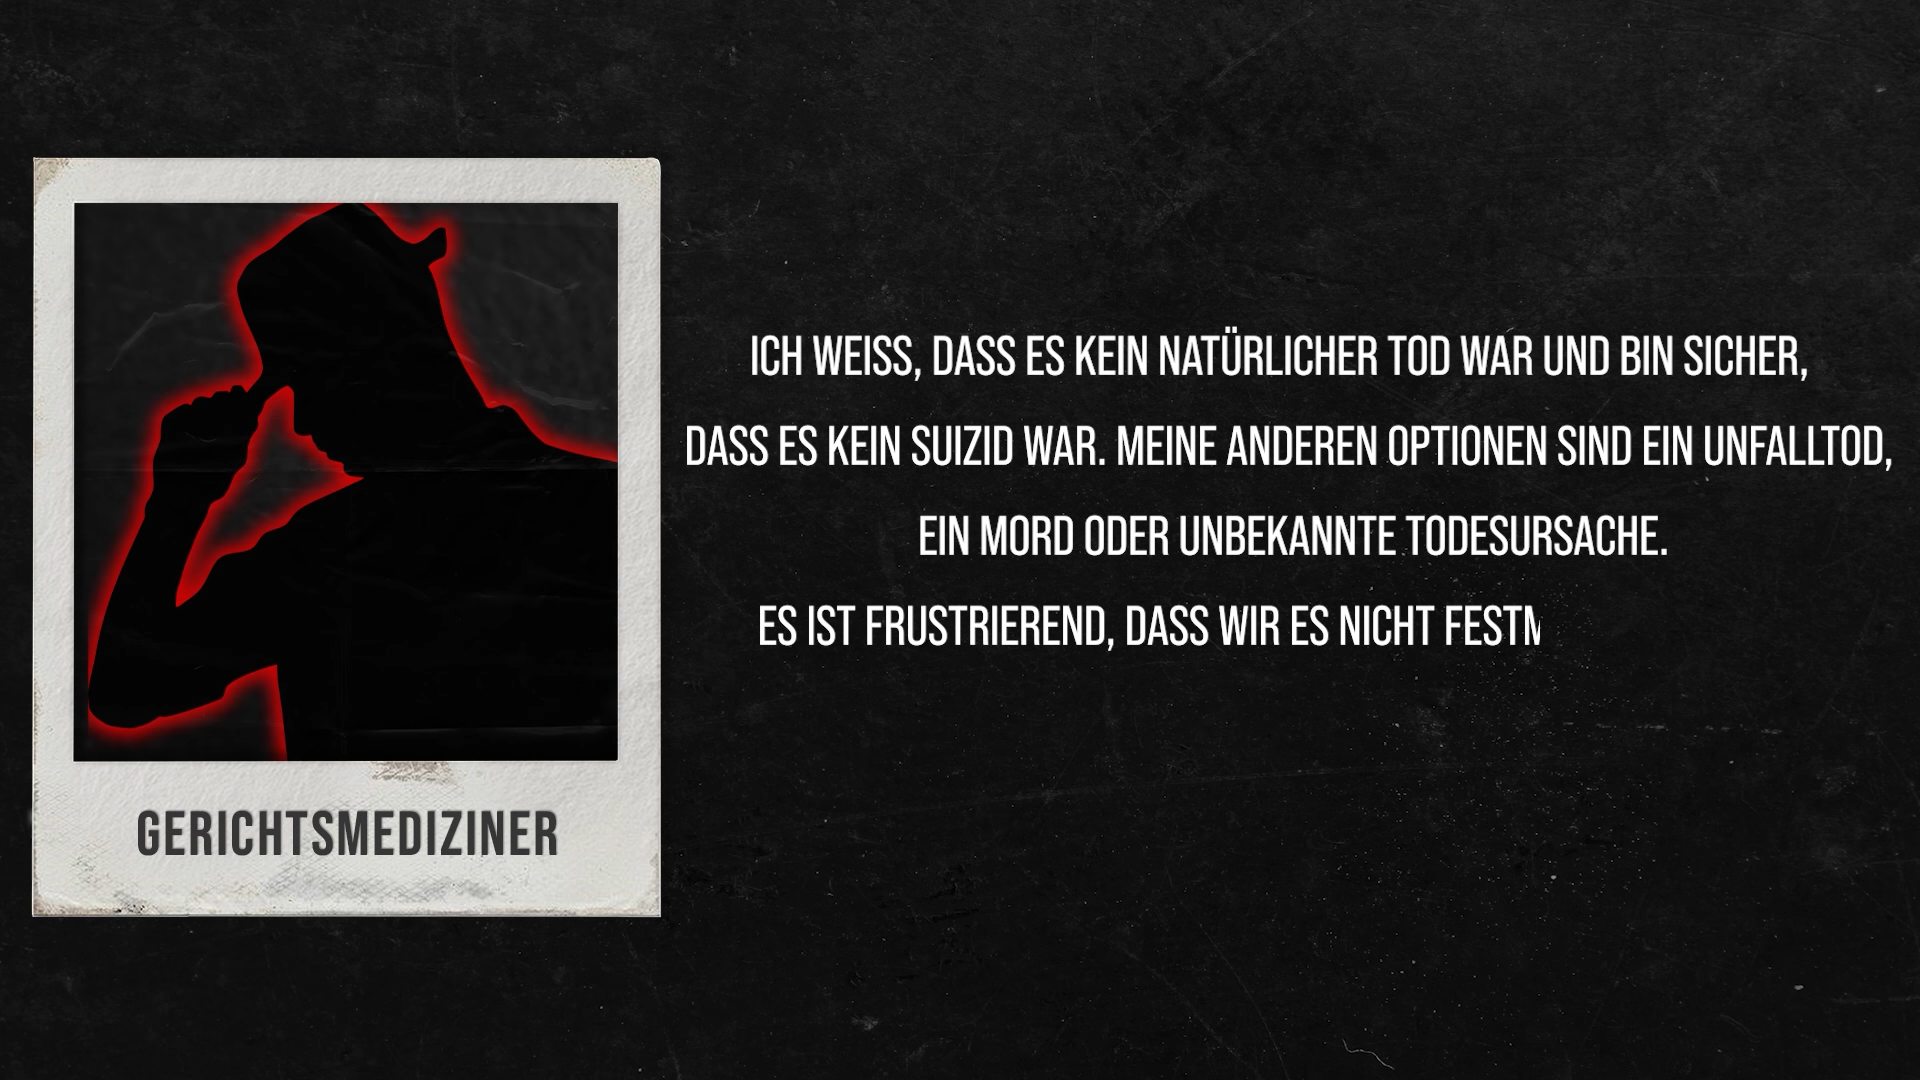 ICH WEISS, DASS ES KEIN NATÜRLICHER TOD WAR UND BIN SICHER,
DASS ES KEIN SUIZID WAR. MEINE ANDEREN OPTIONEN SIND EIN UNFALLTOD,
EIN MORD ODER UNBEKANNTE TODESURSACHE.
ES IST FRUSTRIEREND, DASS WIR ES NICHT
GERICHTSMEDIZINER